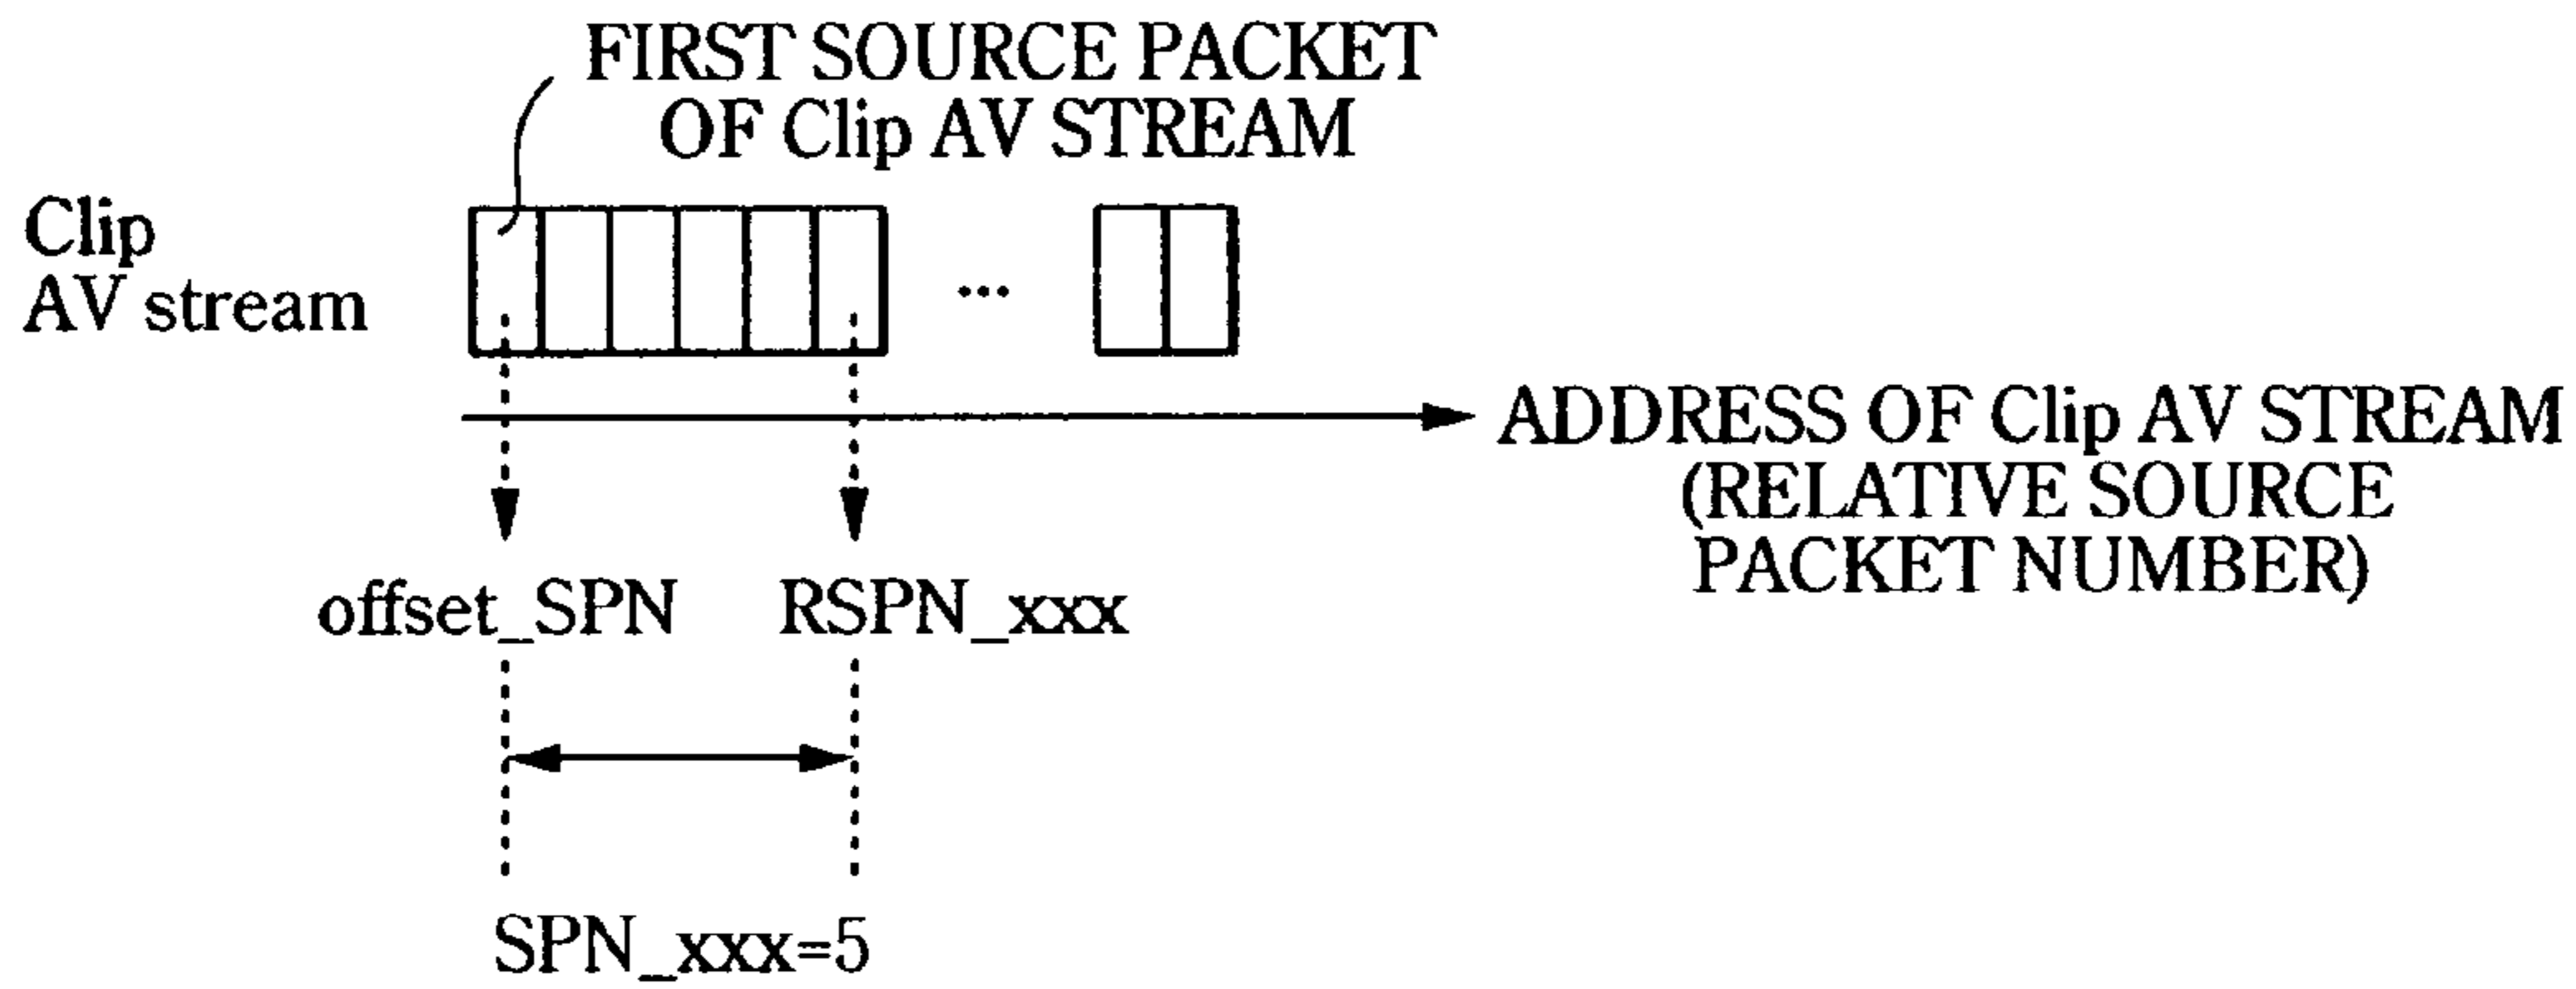 FIRST SOURCE PACKET
OF Clip AV STREAM
Clip
AV stream
...
ADDRESS OF Clip AV STREAM
(RELATIVE SOURCE
PACKET NUMBER)
offset_SPN
RSPN_xxx
SPN_xxx=5